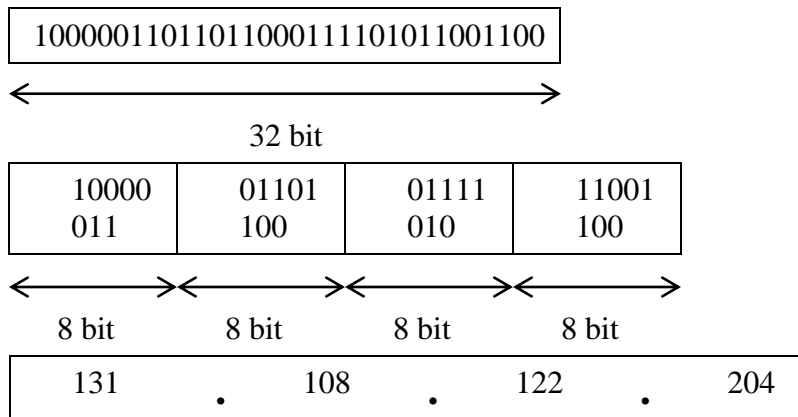 10000011011011000111101011001100
32 bit
10000 01101 01111 11001
011 100 010 100
8 bit 8 bit 8 bit 8 bit
131 . 108 . 122 . 204